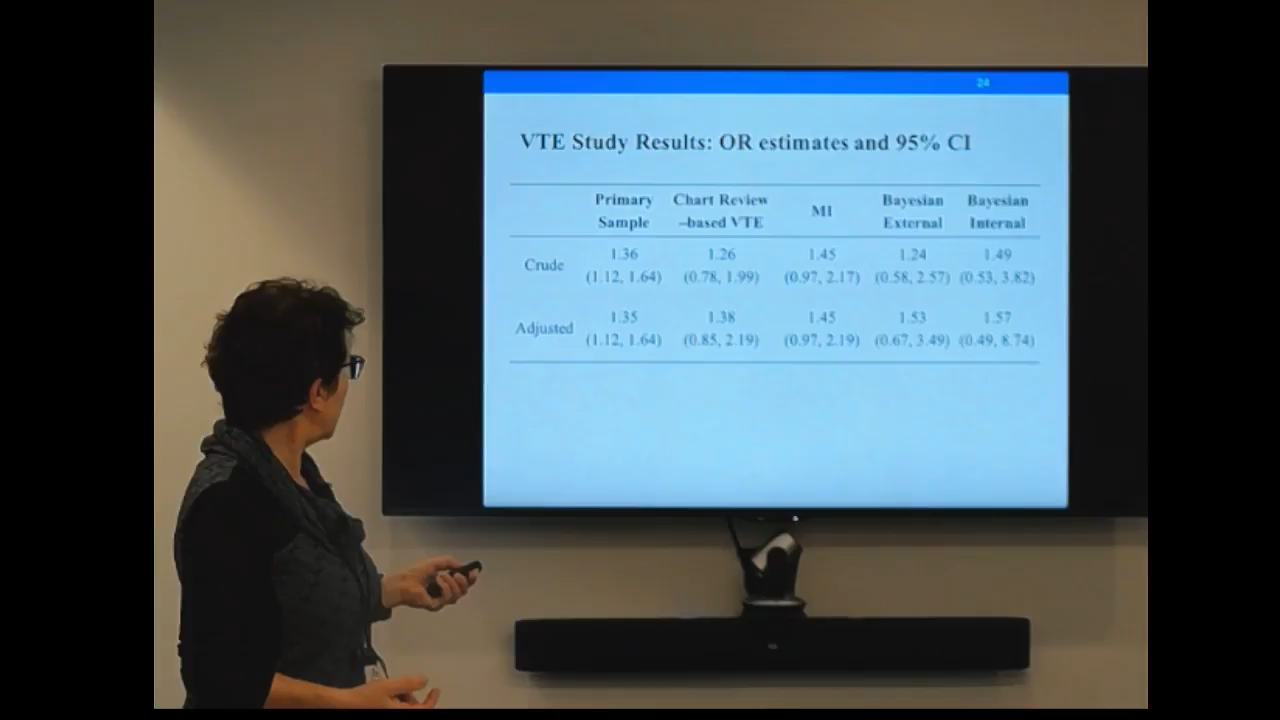 24
VTE Study Results: OR estimates and 95% CI
Primary Sample Chart Review –based VTE MI Bayesian External Bayesian Internal
Crude 1.36 (1.12, 1.64) 1.26 (0.78, 1.99) 1.45 (0.97, 2.17) 1.24 (0.58, 2.57) 1.49 (0.53, 3.82)
Adjusted 1.35 (1.12, 1.64) 1.38 (0.85, 2.19) 1.45 (0.97, 2.19) 1.53 (0.67, 3.49) 1.57 (0.49, 8.74)